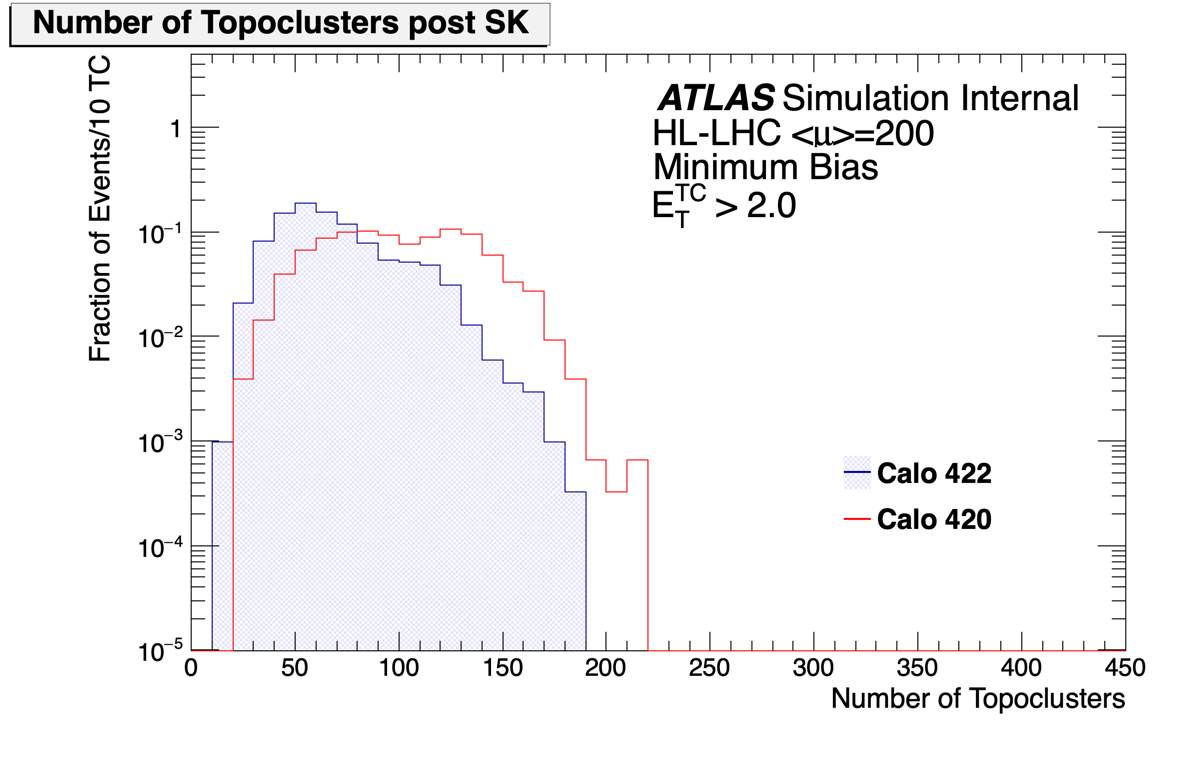 Number of Topoclusters post SK
Fraction of Events/10 TC
ATLAS Simulation Internal
HL-LHC <μ>=200
Minimum Bias
E_T^TC > 2.0
1
10⁻¹
10⁻²
10⁻³
10⁻⁴
10⁻⁵
Calo 422
Calo 420
0 50 100 150 200 250 300 350 400 450
Number of Topoclusters